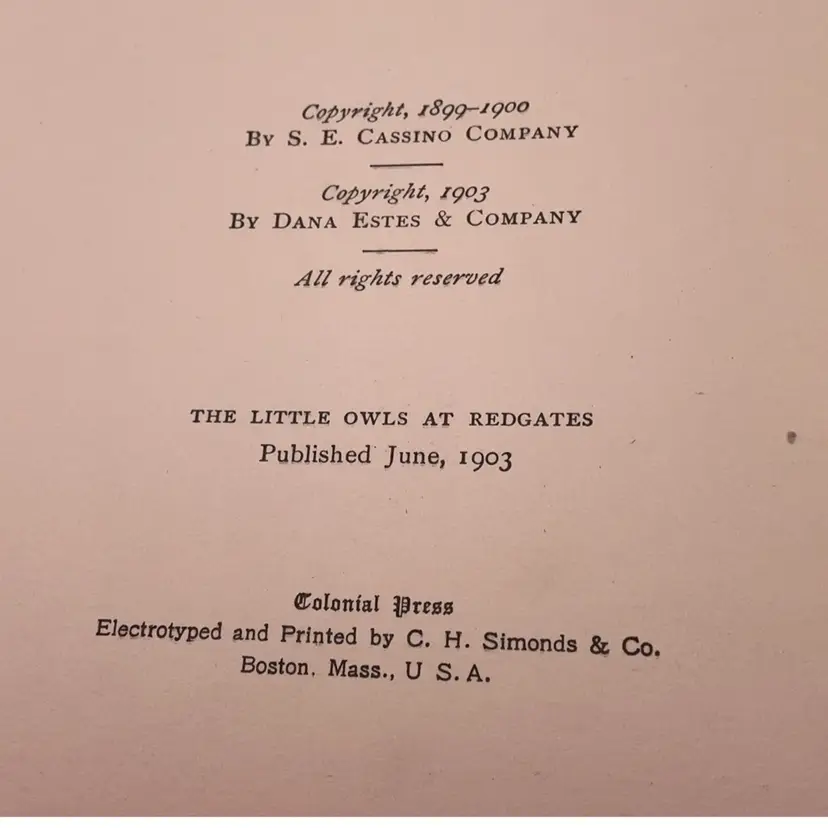 Copyright, 1899–1900
BY S. E. CASSINO COMPANY
Copyright, 1903
BY DANA ESTES & COMPANY
All rights reserved
THE LITTLE OWLS AT REDGATES
Published June, 1903
Colonial Press
Electrotyped and Printed by C. H. Simonds & Co.
Boston. Mass., U S. A.